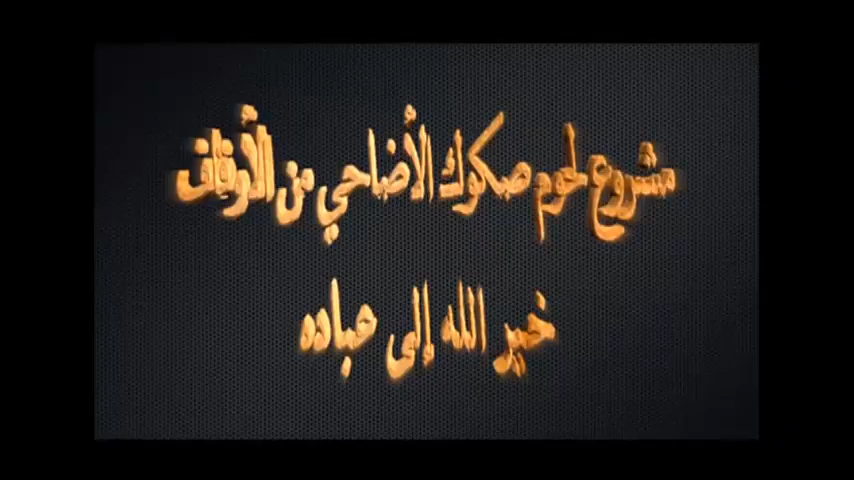 مشروع لحوم صكوك الأضاحي من الأوقاف
خير الله إلى عباده